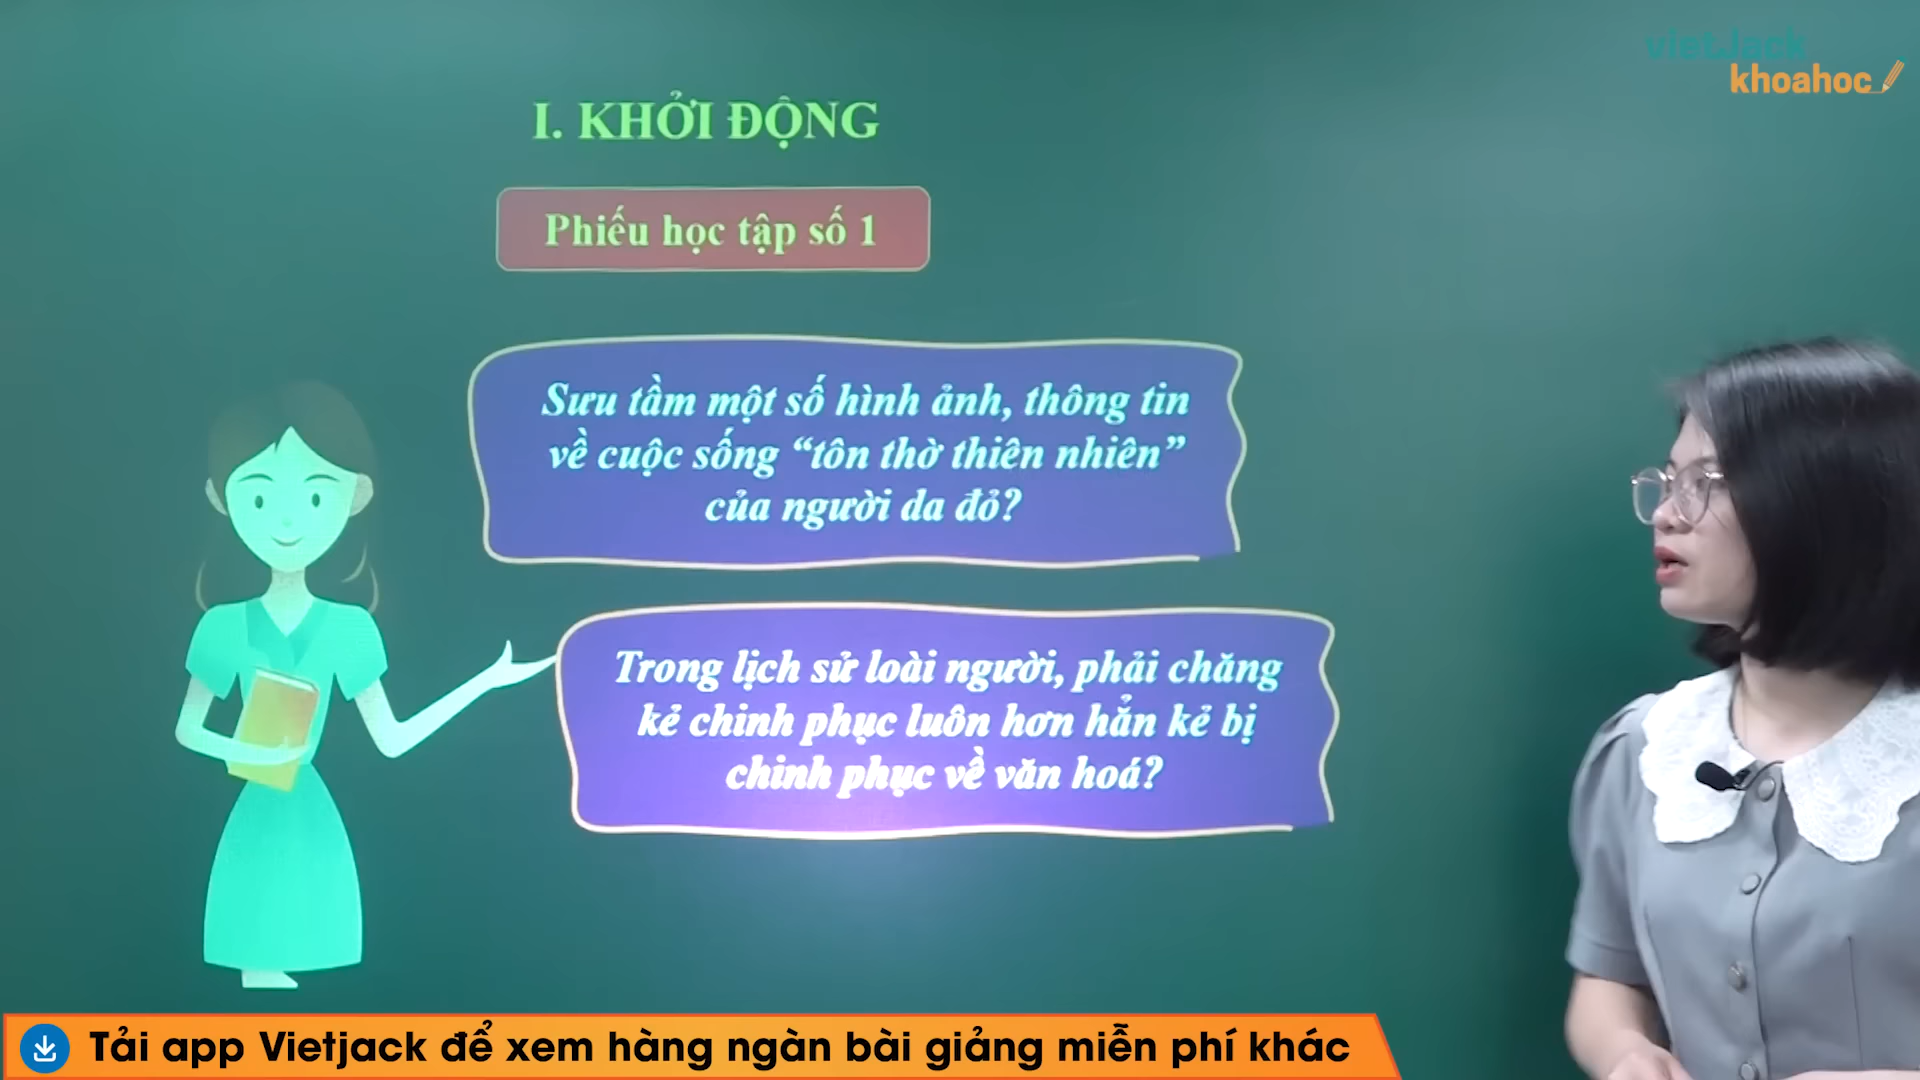 vietJack
khoahoc
I. KHỞI ĐỘNG
Phiếu học tập số 1
Sưu tầm một số hình ảnh, thông tin
về cuộc sống “tôn thờ thiên nhiên”
của người da đỏ?
Trong lịch sử loài người, phải chăng
kẻ chinh phục luôn hơn hẳn kẻ bị
chinh phục về văn hoá?
Tải app Vietjack để xem hàng ngàn bài giảng miễn phí khác